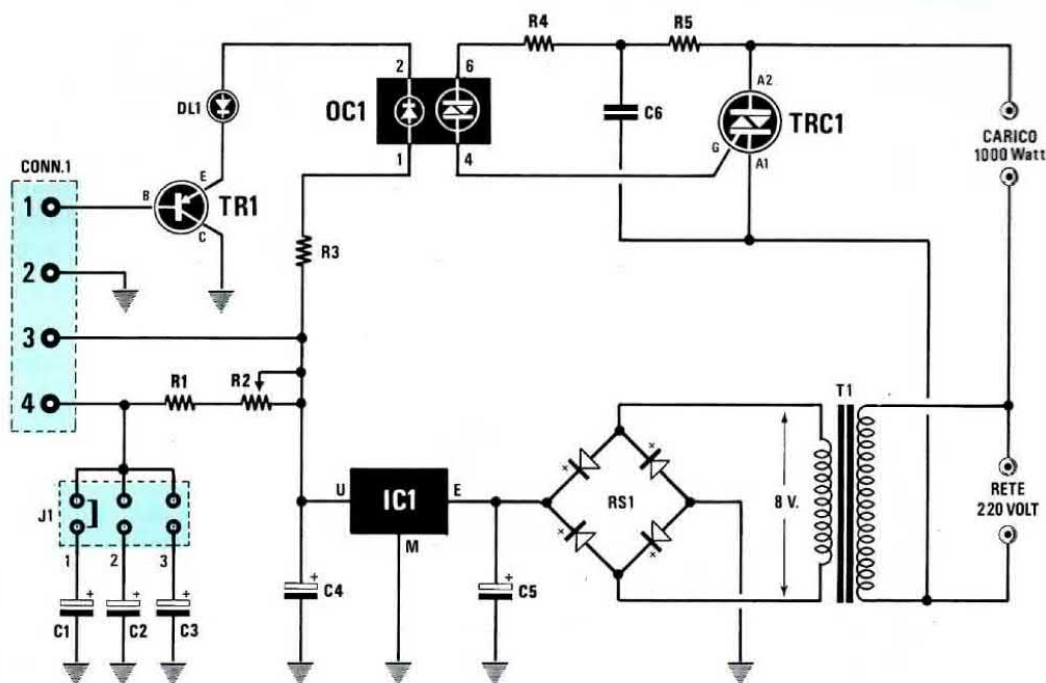 R4
R5
2
6
A2
DL1
OC1
C6
TRC1
CARICO
1000 Watt
G
A1
1
4
CONN.1
E
1
B
TR1
C
2
R3
3
R1
R2
4
T1
U
IC1
E
RS1
8 V.
RETE
220 VOLT
J1
M
1
2
3
+
C1
+
C2
+
C3
+
C4
+
C5